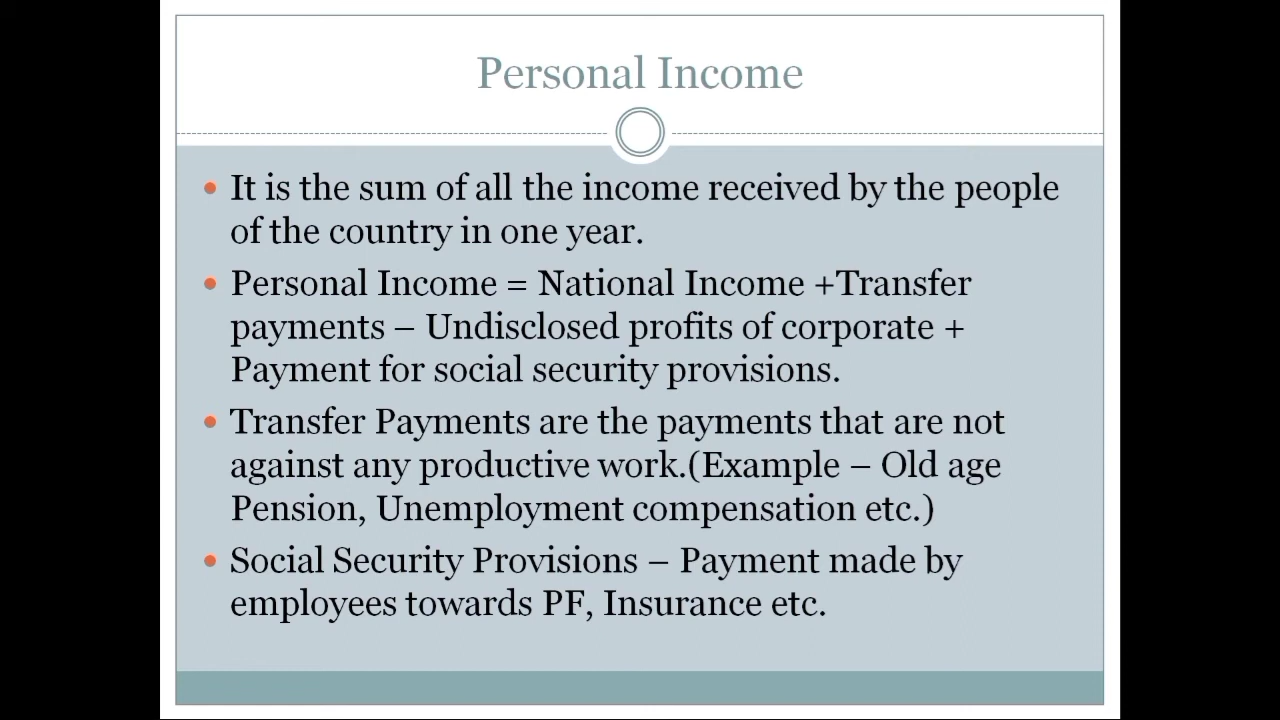 Personal Income
• It is the sum of all the income received by the people
of the country in one year.
• Personal Income = National Income +Transfer
payments – Undisclosed profits of corporate +
Payment for social security provisions.
• Transfer Payments are the payments that are not
against any productive work.(Example – Old age
Pension, Unemployment compensation etc.)
• Social Security Provisions – Payment made by
employees towards PF, Insurance etc.